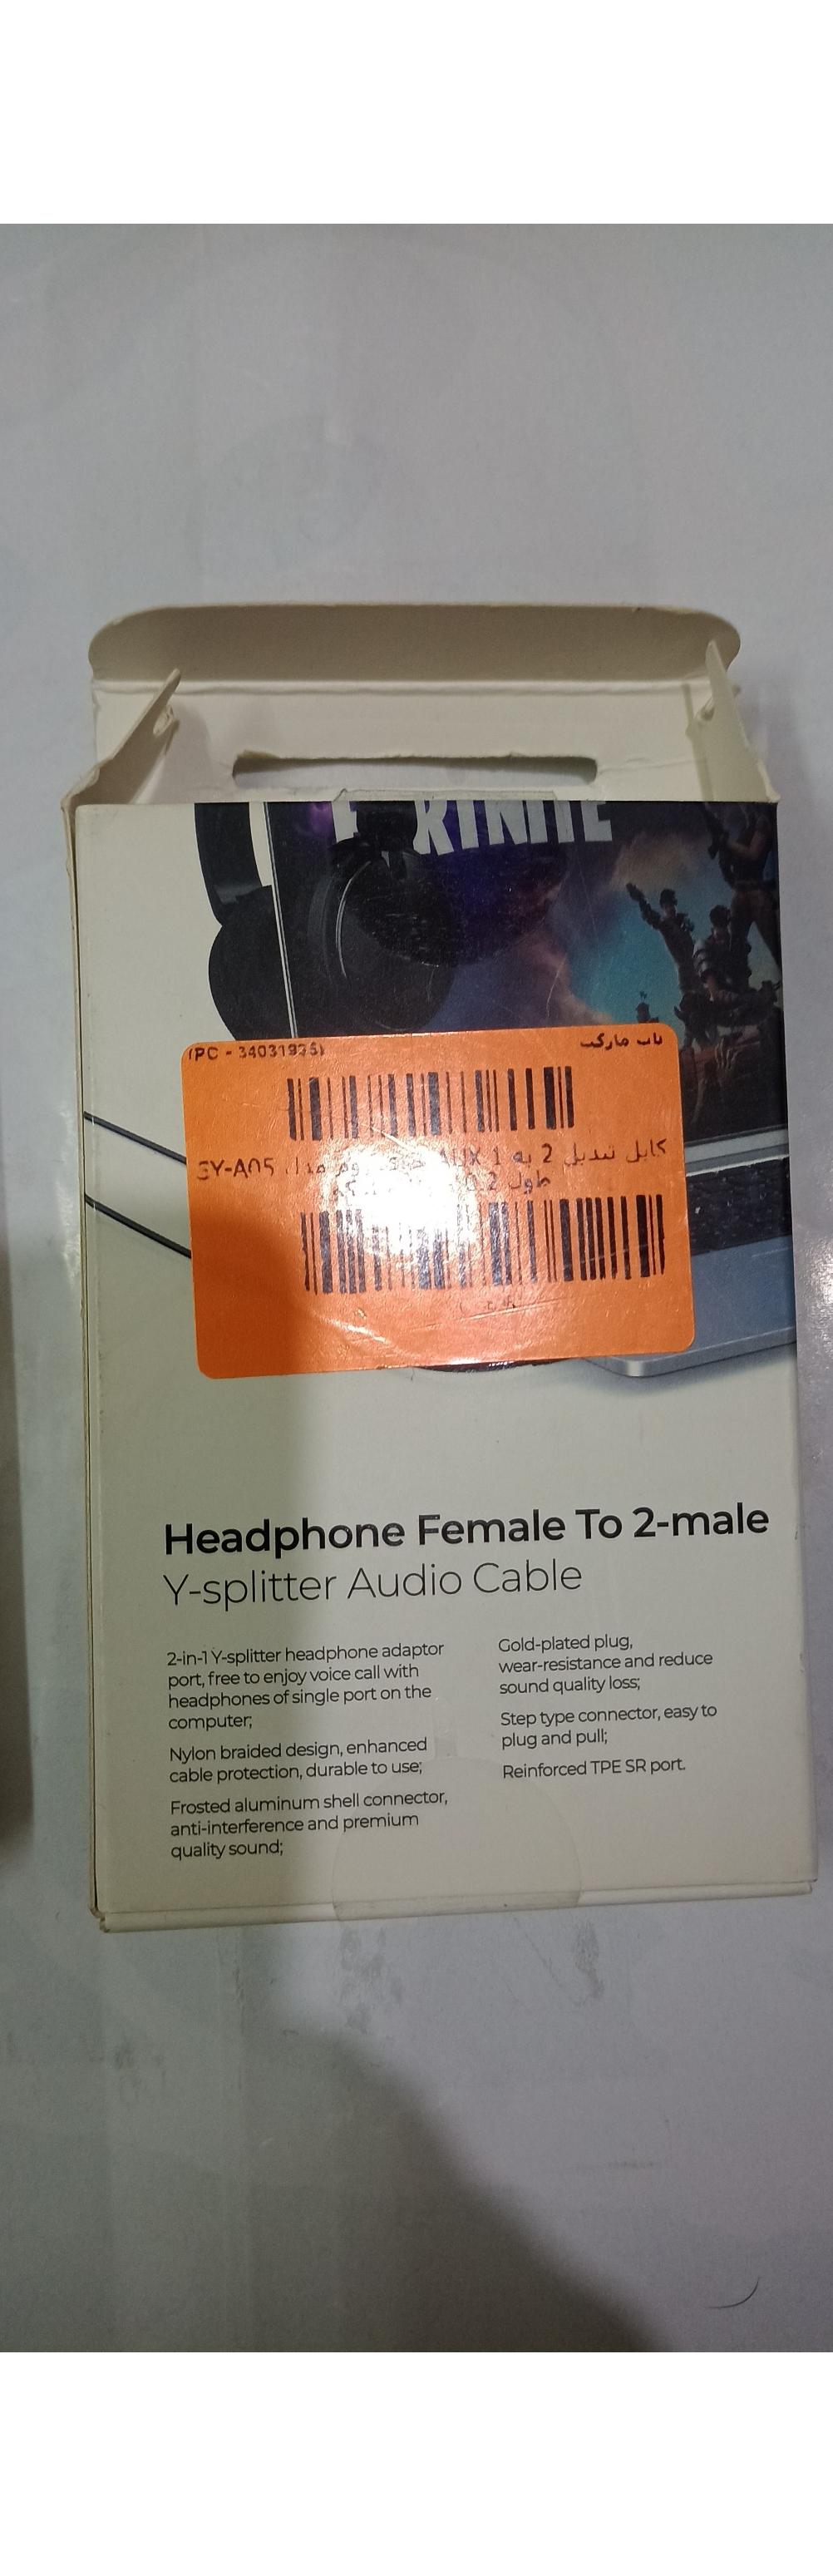 (PC - 34031935)
ناب مارکت
کابل تبدیل 2 به 1 AUX مدل
طول 2
Headphone Female To 2-male
Y-splitter Audio Cable
2-in-1 Y-splitter headphone adaptor
port, free to enjoy voice call with
headphones of single port on the
computer;
Nylon braided design, enhanced
cable protection, durable to use;
Frosted aluminum shell connector,
anti-interference and premium
quality sound;
Gold-plated plug,
wear-resistance and reduce
sound quality loss;
Step type connector, easy to
plug and pull;
Reinforced TPE SR port.